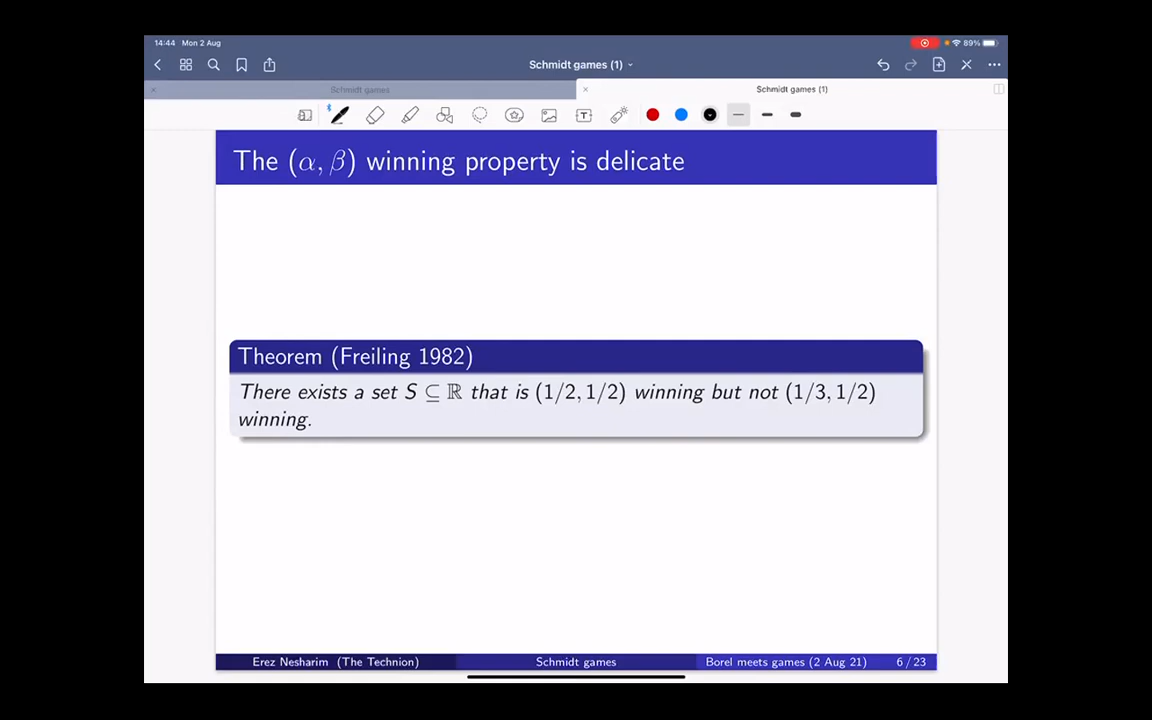 14:44 Mon 2 Aug
89%
Schmidt games (1)
Schmidt games
Schmidt games (1)
T
The (α, β) winning property is delicate
Theorem (Freiling 1982)
There exists a set S ⊆ ℝ that is (1/2, 1/2) winning but not (1/3, 1/2)
winning.
Erez Nesharim (The Technion)
Schmidt games
Borel meets games (2 Aug 21)
6 / 23